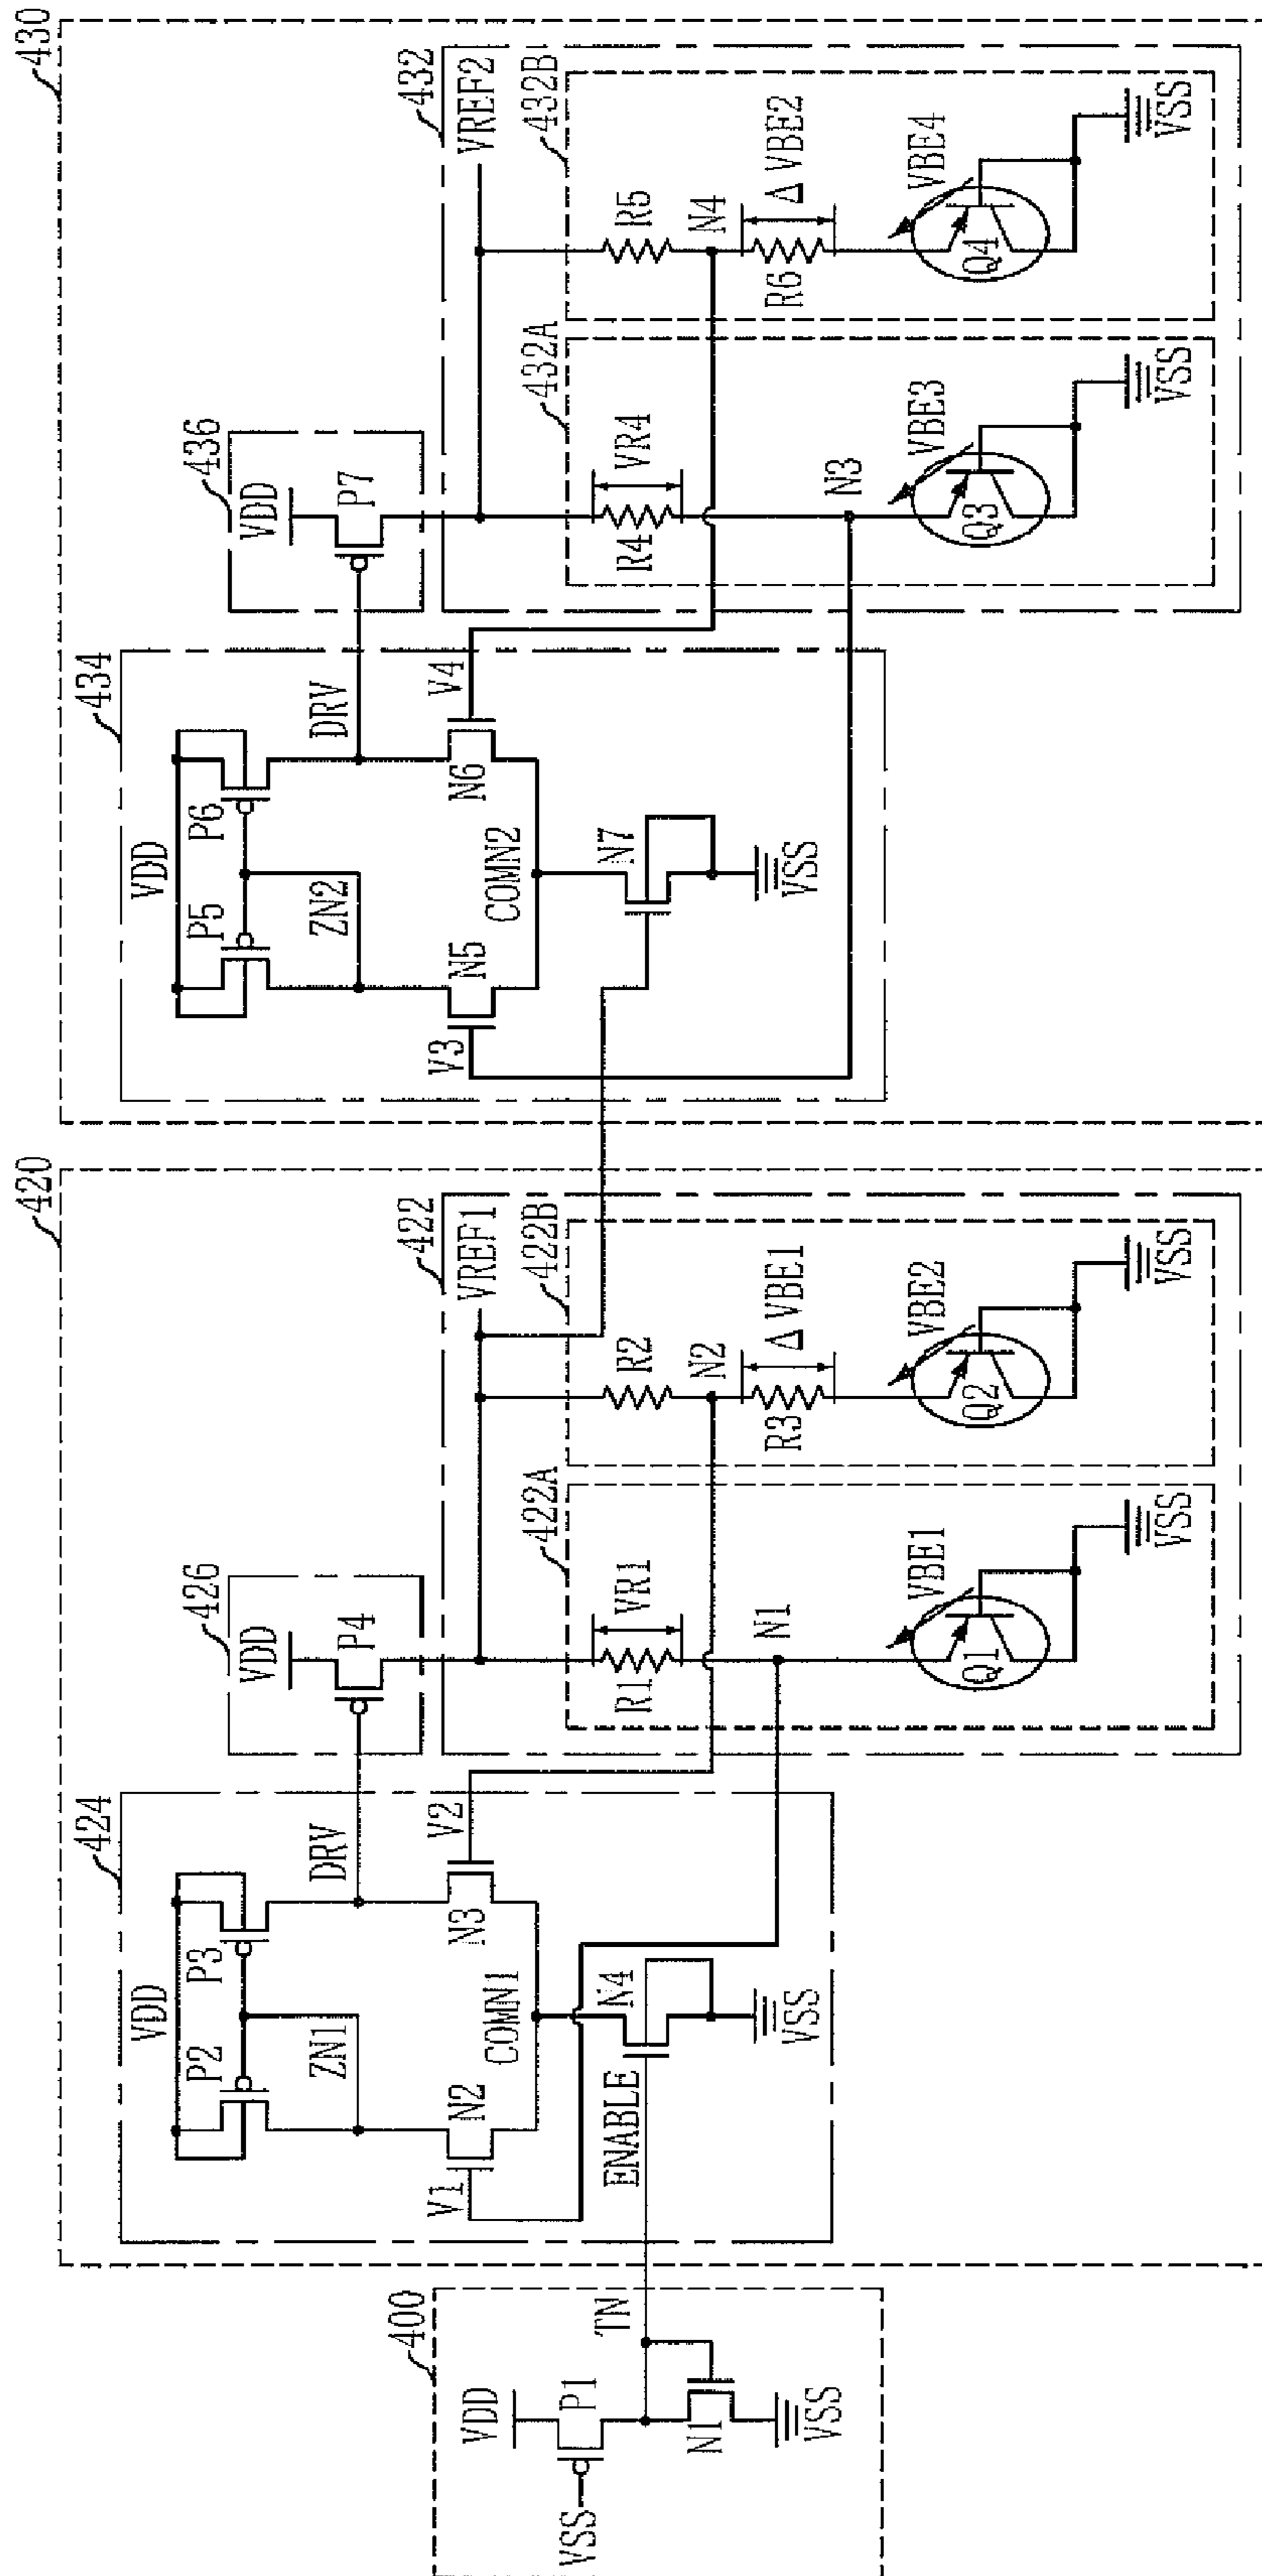 400
VDD
VSS
P1
TN
N1
VSS
420
424
VDD
P2
P3
ZN1
DRV
V1
N2
N3
V2
COMN1
ENABLE
N4
VSS
426
VDD
P4
422
VREF1
422A
R1
VR1
N1
Q1
VBE1
VSS
422B
R2
N2
R3
Δ VBE1
Q2
VBE2
VSS
430
434
VDD
P5
P6
ZN2
DRV
V3
N5
N6
V4
COMN2
N7
VSS
436
VDD
P7
432
VREF2
432A
R4
VR4
N3
Q3
VBE3
VSS
432B
R5
N4
R6
Δ VBE2
Q4
VBE4
VSS